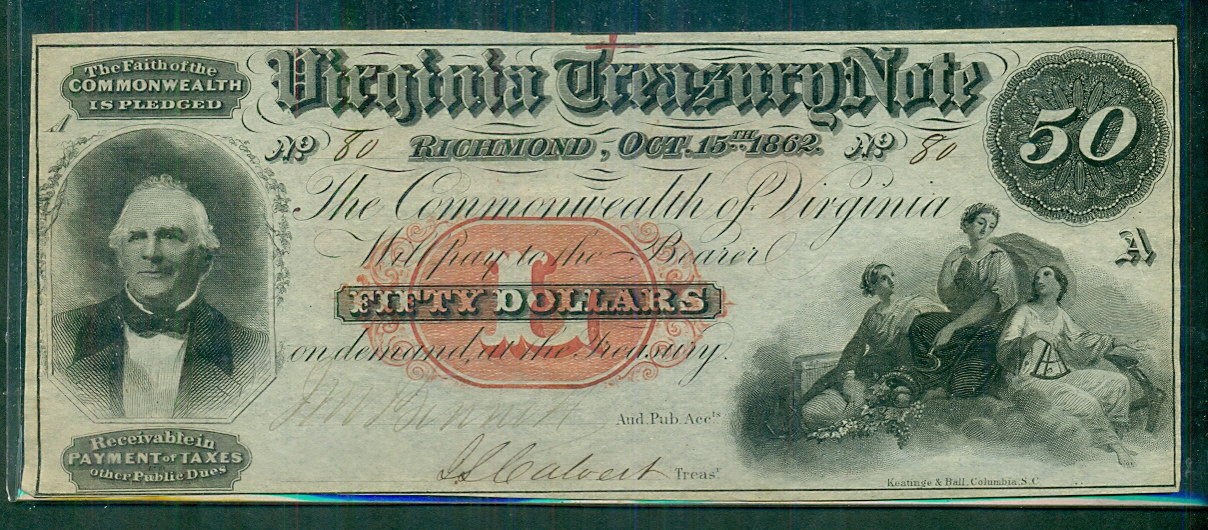 The Faith of the
COMMONWEALTH
IS PLEDGED
Virginia Treasury Note
50
A
No 80
RICHMOND, OCT. 15TH 1862.
No 80
The Commonwealth of Virginia
Will pay to the Bearer
L
FIFTY DOLLARS
on demand, at the Treasury.
A
Aud. Pub. Accts
Receivable in
PAYMENT of TAXES
other Public Dues
J S Calvert Treasr
Keatinge & Ball, Columbia, S.C.